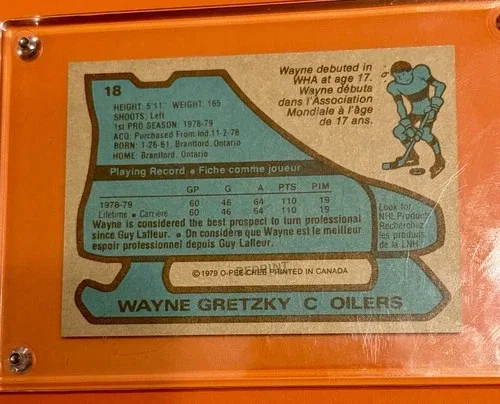 18
HEIGHT: 5'11" WEIGHT: 165
SHOOTS: Left
1st PRO SEASON: 1978-79
ACQ: Purchased From Ind. 11-2-78
BORN: 1-26-61, Brantford, Ontario
HOME: Brantford, Ontario
Wayne debuted in
WHA at age 17.
Wayne débuta
dans l'Association
Mondiale à l'âge
de 17 ans.
Playing Record • Fiche comme joueur
GP G A PTS PIM
1978-79 60 46 64 110 19
Lifetime • Carrière 60 46 64 110 19
Wayne is considered the best prospect to turn professional
since Guy Lafleur. • On considère que Wayne est le meilleur
espoir professionnel depuis Guy Lafleur.
Look for
NHL Products
Recherchez
les produits
de la LNH
REPRINT
© 1979 O-PEE-CHEE PRINTED IN CANADA
WAYNE GRETZKY C OILERS